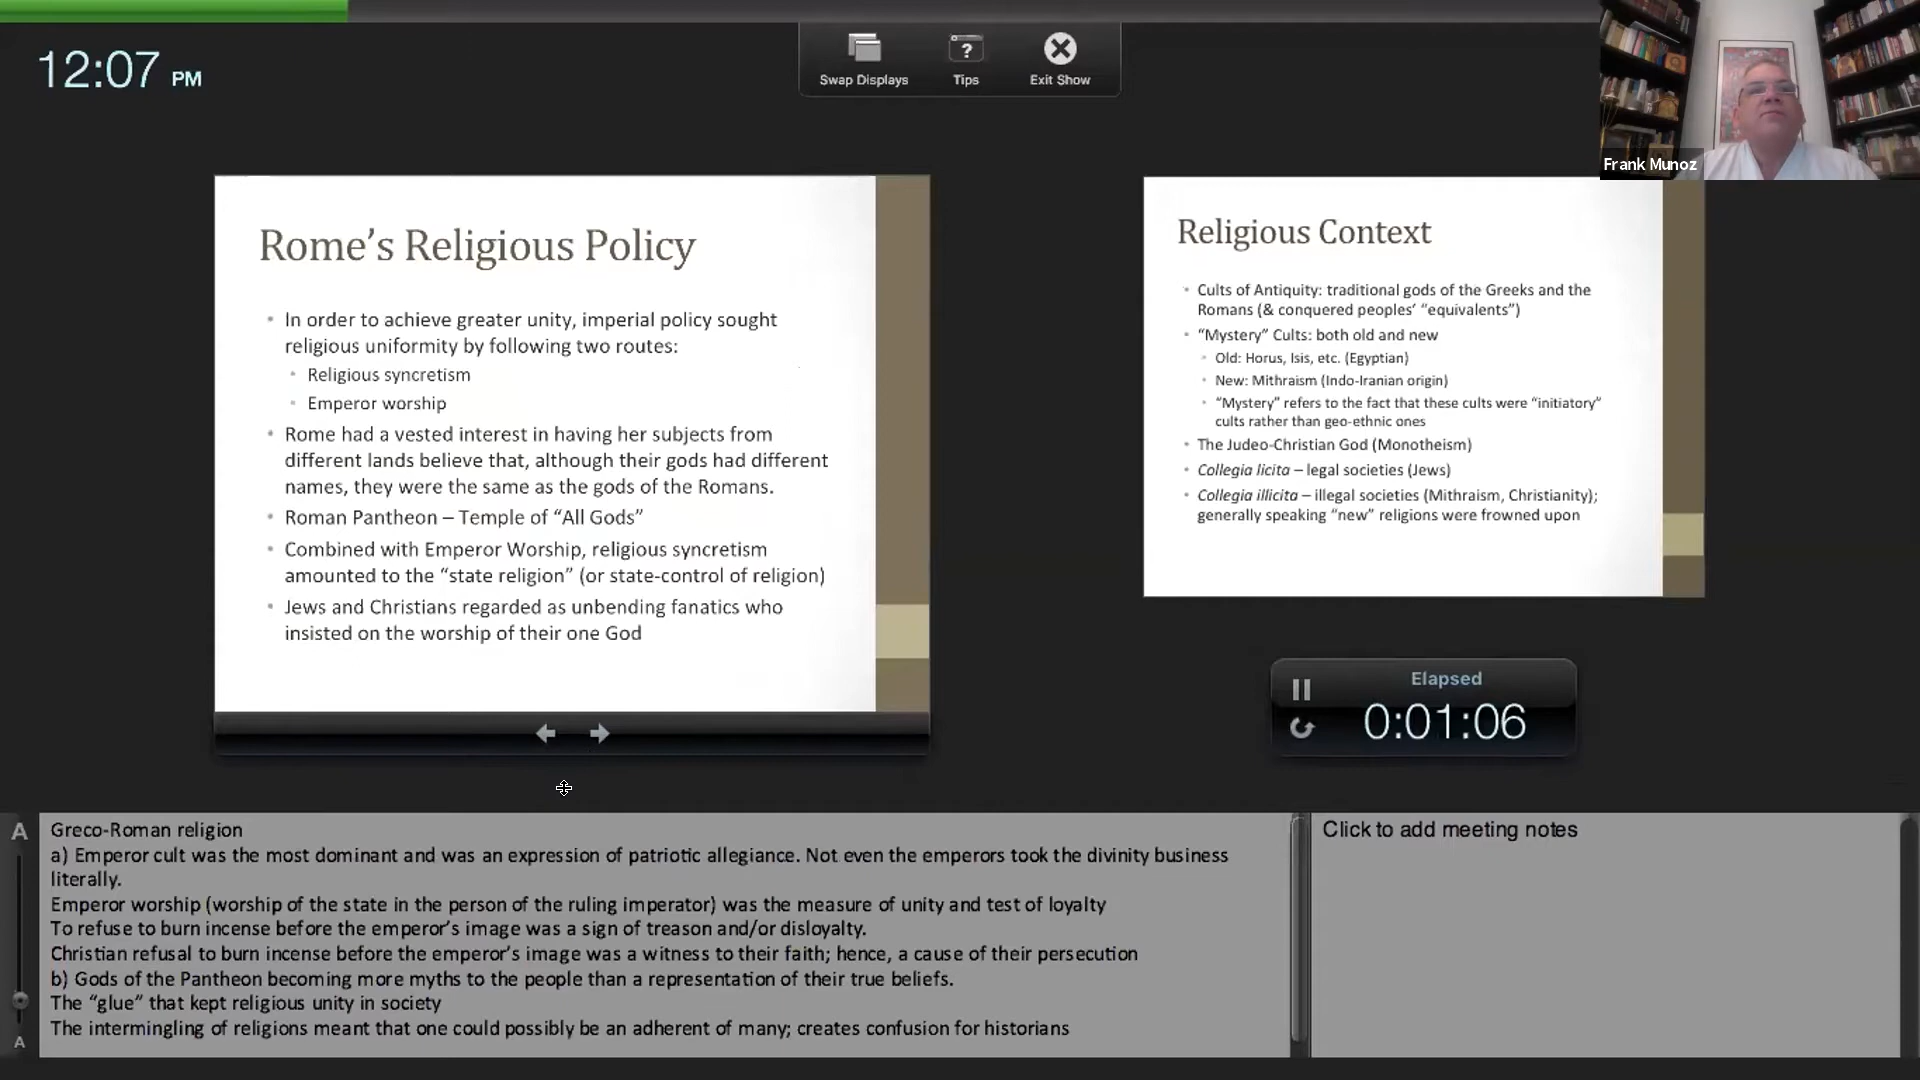 12:07 PM
Swap Displays
?
Tips
Exit Show
Frank Munoz
Rome’s Religious Policy
• In order to achieve greater unity, imperial policy sought
religious uniformity by following two routes:
• Religious syncretism
• Emperor worship
• Rome had a vested interest in having her subjects from
different lands believe that, although their gods had different
names, they were the same as the gods of the Romans.
• Roman Pantheon – Temple of “All Gods”
• Combined with Emperor Worship, religious syncretism
amounted to the “state religion” (or state-control of religion)
• Jews and Christians regarded as unbending fanatics who
insisted on the worship of their one God
Religious Context
• Cults of Antiquity: traditional gods of the Greeks and the
Romans (& conquered peoples’ “equivalents”)
• “Mystery” Cults: both old and new
• Old: Horus, Isis, etc. (Egyptian)
• New: Mithraism (Indo-Iranian origin)
• “Mystery” refers to the fact that these cults were “initiatory”
cults rather than geo-ethnic ones
• The Judeo-Christian God (Monotheism)
• Collegia licita – legal societies (Jews)
• Collegia illicita – illegal societies (Mithraism, Christianity);
generally speaking “new” religions were frowned upon
Elapsed
0:01:06
A
A
Greco-Roman religion
a) Emperor cult was the most dominant and was an expression of patriotic allegiance. Not even the emperors took the divinity business
literally.
Emperor worship (worship of the state in the person of the ruling imperator) was the measure of unity and test of loyalty
To refuse to burn incense before the emperor’s image was a sign of treason and/or disloyalty.
Christian refusal to burn incense before the emperor’s image was a witness to their faith; hence, a cause of their persecution
b) Gods of the Pantheon becoming more myths to the people than a representation of their true beliefs.
The “glue” that kept religious unity in society
The intermingling of religions meant that one could possibly be an adherent of many; creates confusion for historians
Click to add meeting notes